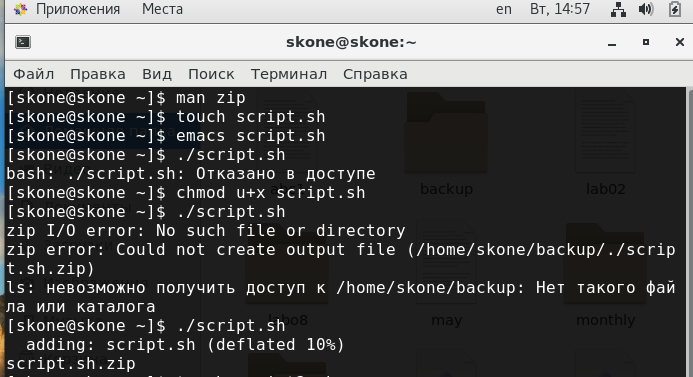 Приложения Места en Вт, 14:57
skone@skone:~
Файл Правка Вид Поиск Терминал Справка
[skone@skone ~]$ man zip
[skone@skone ~]$ touch script.sh
[skone@skone ~]$ emacs script.sh
[skone@skone ~]$ ./script.sh
bash: ./script.sh: Отказано в доступе
backup
lab02
[skone@skone ~]$ chmod u+x script.sh
[skone@skone ~]$ ./script.sh
zip I/O error: No such file or directory
zip error: Could not create output file (/home/skone/backup/./scrip
t.sh.zip)
ls: невозможно получить доступ к /home/skone/backup: Нет такого фай
ла или каталога
labo8
may
monthly
[skone@skone ~]$ ./script.sh
adding: script.sh (deflated 10%)
script.sh.zip